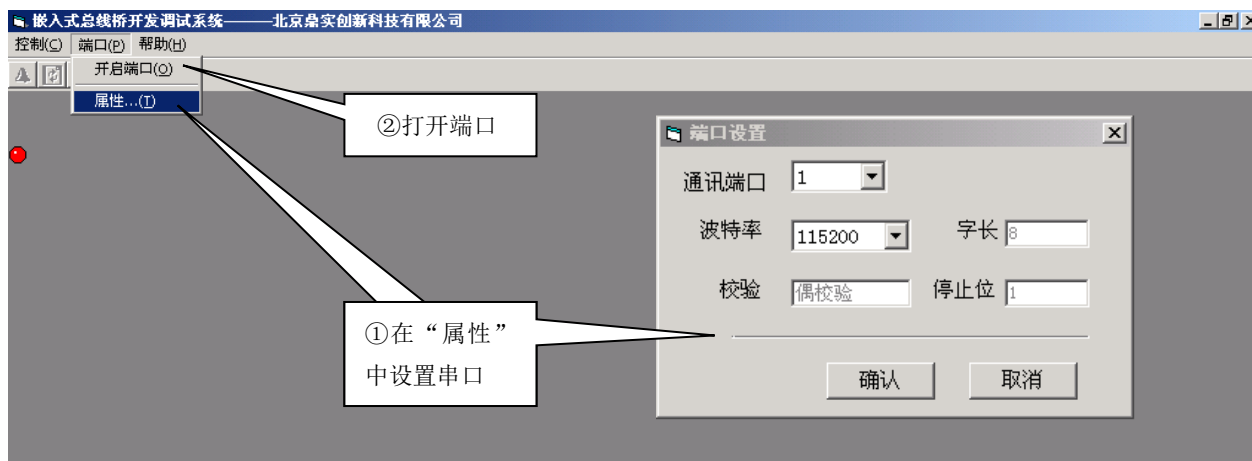 嵌入式总线桥开发调试系统———北京鼎实创新科技有限公司
控制(C) 端口(P) 帮助(H)
开启端口(O)
属性...(T)
②打开端口
①在“属性”
中设置串口
端口设置
通讯端口 1
波特率 115200 字长 8
校验 偶校验 停止位 1
确认 取消